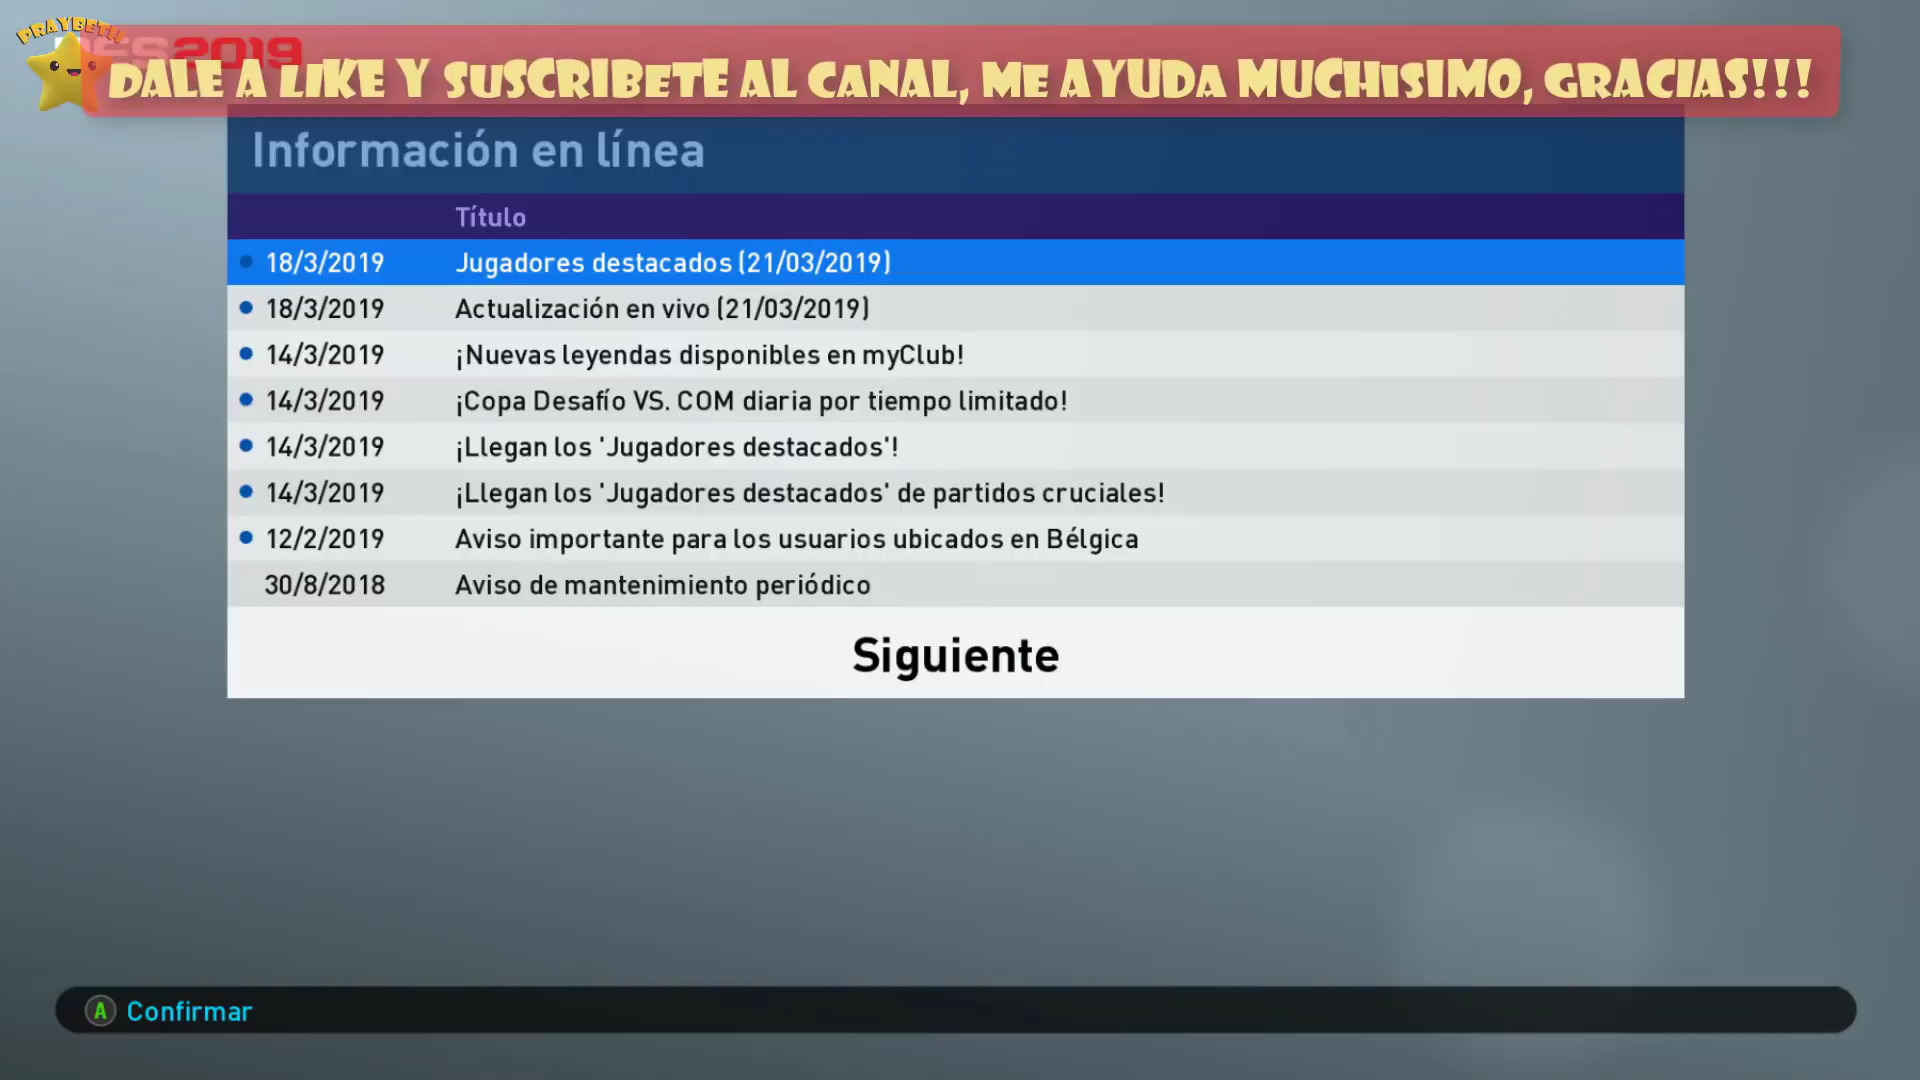 PRAYBETII
PES2019
DALE A LIKE Y SUSCRIBETE AL CANAL, ME AYUDA MUCHISIMO, GRACIAS!!!
Información en línea
Título
18/3/2019 Jugadores destacados (21/03/2019)
18/3/2019 Actualización en vivo (21/03/2019)
14/3/2019 ¡Nuevas leyendas disponibles en myClub!
14/3/2019 ¡Copa Desafío VS. COM diaria por tiempo limitado!
14/3/2019 ¡Llegan los 'Jugadores destacados'!
14/3/2019 ¡Llegan los 'Jugadores destacados' de partidos cruciales!
12/2/2019 Aviso importante para los usuarios ubicados en Bélgica
30/8/2018 Aviso de mantenimiento periódico
Siguiente
A Confirmar